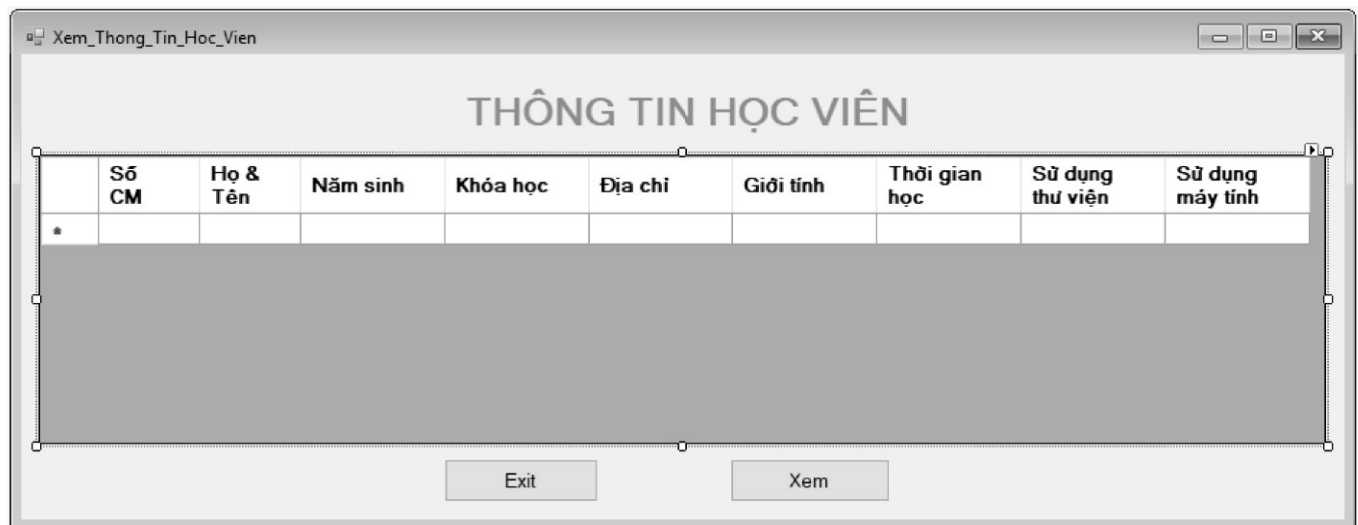 Xem_Thong_Tin_Hoc_Vien
THÔNG TIN HỌC VIÊN
Số CM
Họ & Tên
Năm sinh
Khóa học
Địa chỉ
Giới tính
Thời gian học
Sử dụng thư viện
Sử dụng máy tính
Exit
Xem